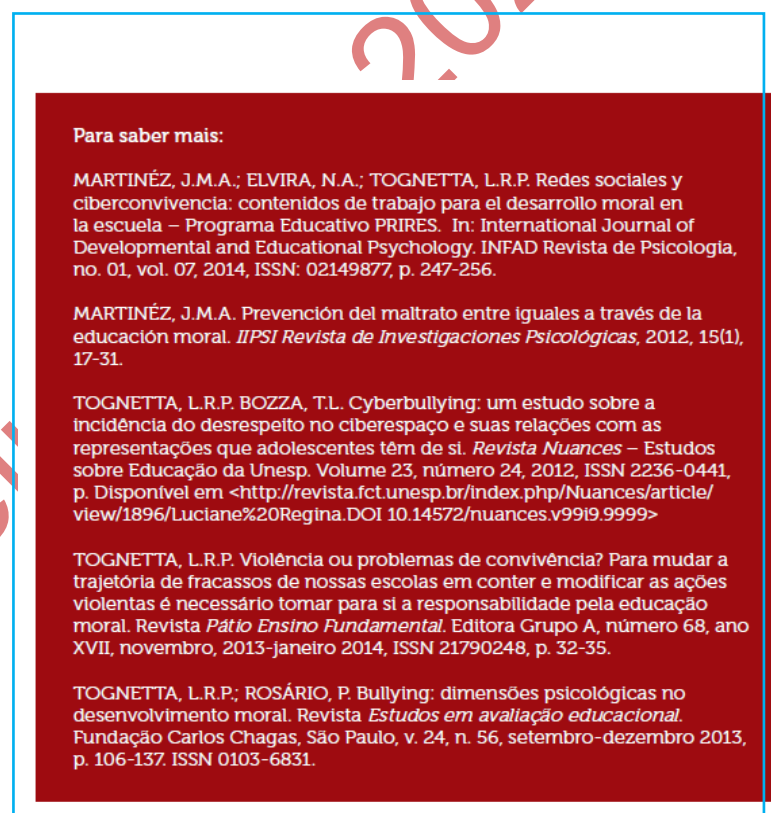 Para saber mais:
MARTINÉZ, J.M.A.; ELVIRA, N.A.; TOGNETTA, L.R.P. Redes sociales y
ciberconvivencia: contenidos de trabajo para el desarrollo moral en
la escuela – Programa Educativo PRIRES. In: International Journal of
Developmental and Educational Psychology. INFAD Revista de Psicologia,
no. 01, vol. 07, 2014, ISSN: 02149877, p. 247-256.
MARTINÉZ, J.M.A. Prevención del maltrato entre iguales a través de la
educación moral. IIPSI Revista de Investigaciones Psicológicas, 2012, 15(1),
17-31.
TOGNETTA, L.R.P. BOZZA, T.L. Cyberbullying: um estudo sobre a
incidência do desrespeito no ciberespaço e suas relações com as
representações que adolescentes têm de si. Revista Nuances – Estudos
sobre Educação da Unesp. Volume 23, número 24, 2012, ISSN 2236-0441,
p. Disponível em <http://revista.fct.unesp.br/index.php/Nuances/article/
view/1896/Luciane%20Regina.DOI 10.14572/nuances.v99i9.9999>
TOGNETTA, L.R.P. Violência ou problemas de convivência? Para mudar a
trajetória de fracassos de nossas escolas em conter e modificar as ações
violentas é necessário tomar para si a responsabilidade pela educação
moral. Revista Pátio Ensino Fundamental. Editora Grupo A, número 68, ano
XVII, novembro, 2013-janeiro 2014, ISSN 21790248, p. 32-35.
TOGNETTA, L.R.P.; ROSÁRIO, P. Bullying: dimensões psicológicas no
desenvolvimento moral. Revista Estudos em avaliação educacional.
Fundação Carlos Chagas, São Paulo, v. 24, n. 56, setembro-dezembro 2013,
p. 106-137. ISSN 0103-6831.